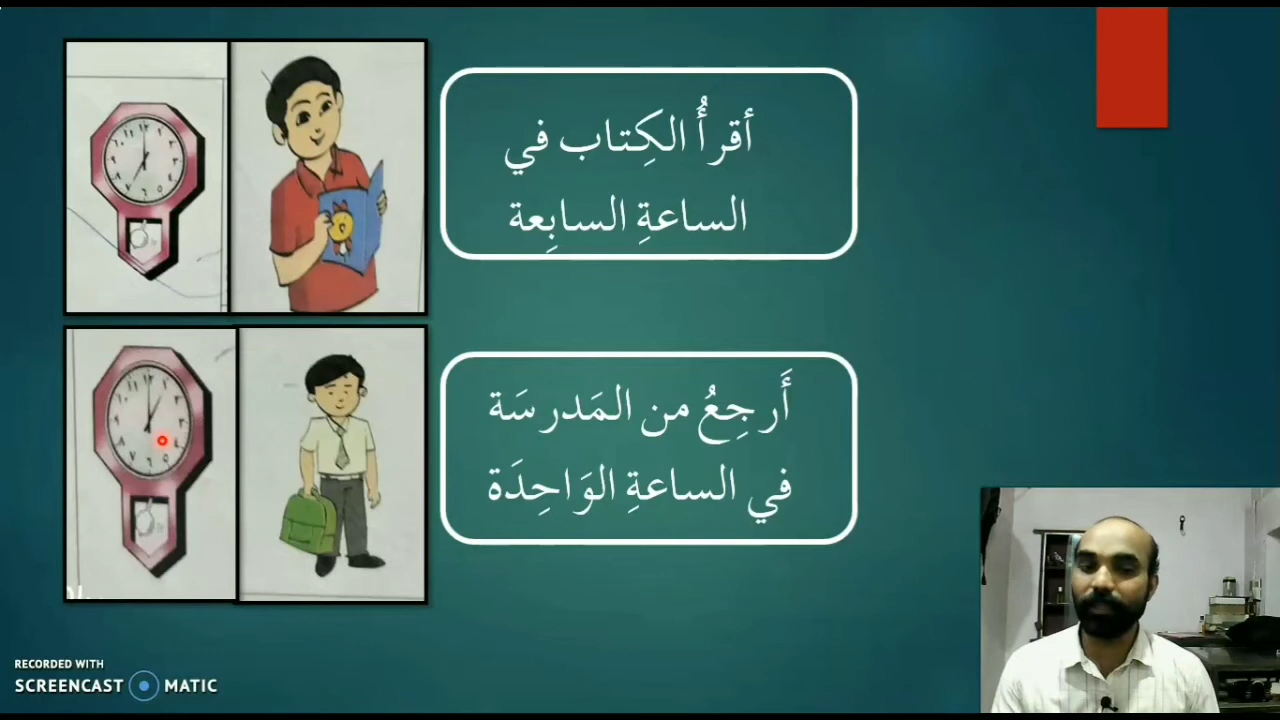 أقرأُ الكِتاب في
الساعةِ السابِعة
أَرجِعُ من المَدرسَة
في الساعةِ الوَاحِدَة
RECORDED WITH
SCREENCAST MATIC